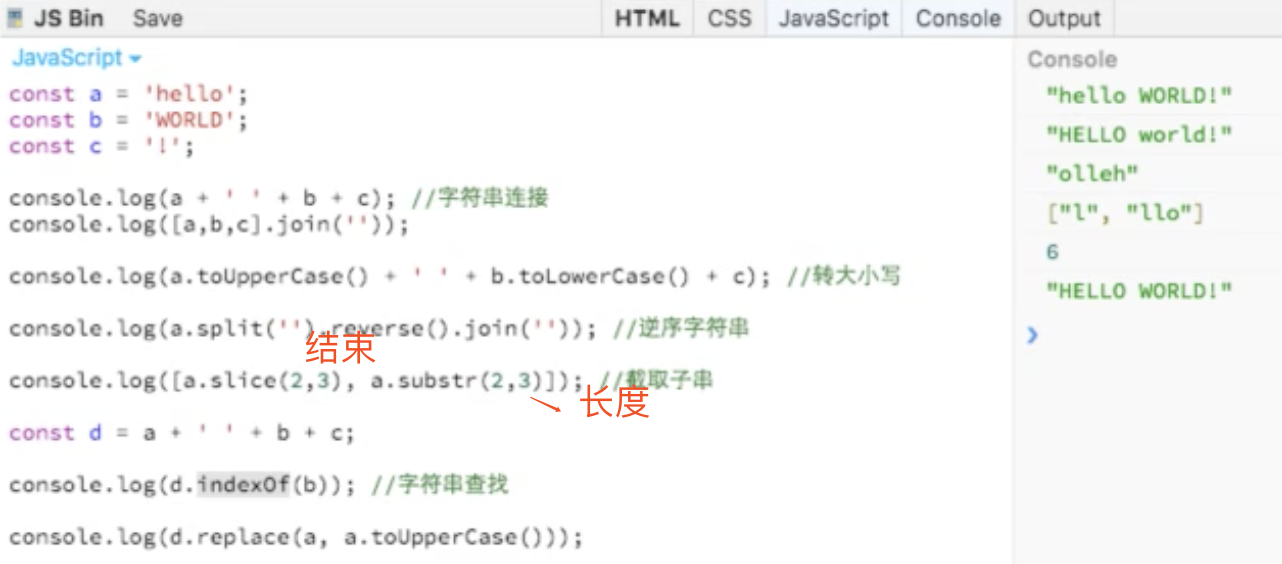 JS Bin Save HTML CSS JavaScript Console Output
JavaScript
const a = 'hello';
const b = 'WORLD';
const c = '!';
console.log(a + ' ' + b + c); //字符串连接
console.log([a,b,c].join(''));
console.log(a.toUpperCase() + ' ' + b.toLowerCase() + c); //转大小写
console.log(a.split('').reverse().join('')); //逆序字符串
结束
console.log([a.slice(2,3), a.substr(2,3)]); //截取子串
长度
const d = a + ' ' + b + c;
console.log(d.indexOf(b)); //字符串查找
console.log(d.replace(a, a.toUpperCase()));
Console
"hello WORLD!"
"HELLO world!"
"olleh"
["l", "llo"]
6
"HELLO WORLD!"